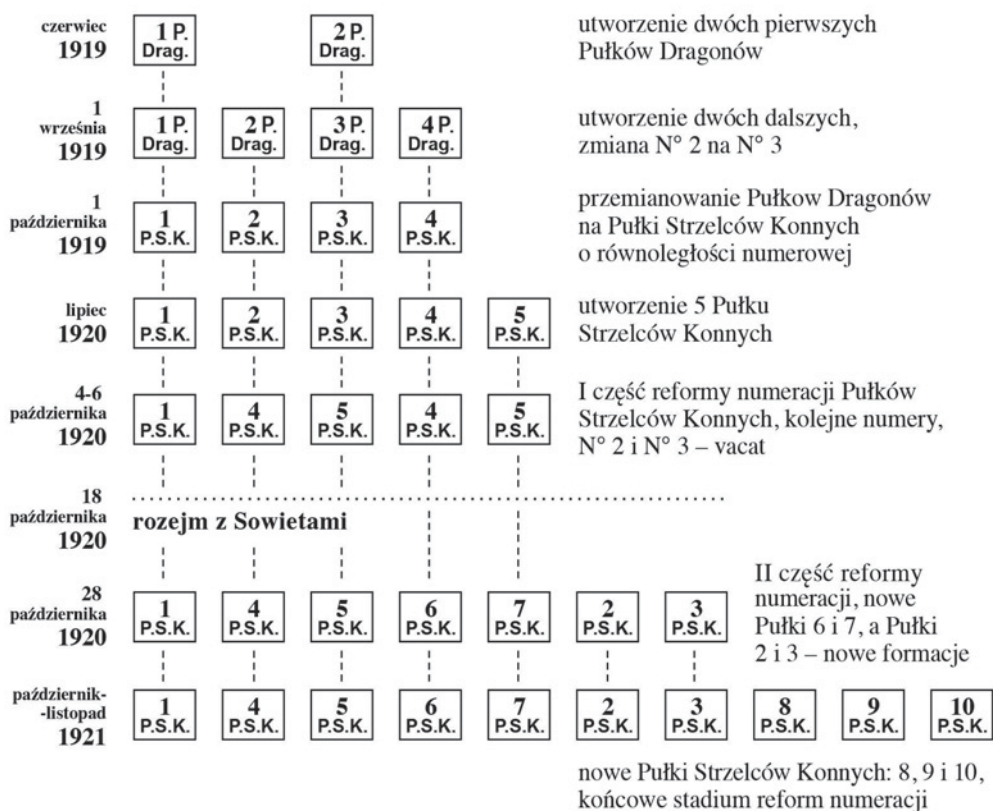 czerwiec
1919
1 P.
Drag.
2 P.
Drag.
utworzenie dwóch pierwszych
Pułków Dragonów
1
września
1919
1 P.
Drag.
2 P.
Drag.
3 P.
Drag.
4 P.
Drag.
utworzenie dwóch dalszych,
zmiana N° 2 na N° 3
1
października
1919
1
P.S.K.
2
P.S.K.
3
P.S.K.
4
P.S.K.
przemianowanie Pułkow Dragonów
na Pułki Strzelców Konnych
o równoległości numerowej
lipiec
1920
1
P.S.K.
2
P.S.K.
3
P.S.K.
4
P.S.K.
5
P.S.K.
utworzenie 5 Pułku
Strzelców Konnych
4-6
października
1920
1
P.S.K.
4
P.S.K.
5
P.S.K.
4
P.S.K.
5
P.S.K.
I część reformy numeracji Pułków
Strzelców Konnych, kolejne numery,
N° 2 i N° 3 – vacat
18
października
1920
rozejm z Sowietami
28
października
1920
1
P.S.K.
4
P.S.K.
5
P.S.K.
6
P.S.K.
7
P.S.K.
2
P.S.K.
3
P.S.K.
II część reformy
numeracji, nowe
Pułki 6 i 7, a Pułki
2 i 3 – nowe formacje
październik-
-listopad
1921
1
P.S.K.
4
P.S.K.
5
P.S.K.
6
P.S.K.
7
P.S.K.
2
P.S.K.
3
P.S.K.
8
P.S.K.
9
P.S.K.
10
P.S.K.
nowe Pułki Strzelców Konnych: 8, 9 i 10,
końcowe stadium reform numeracji